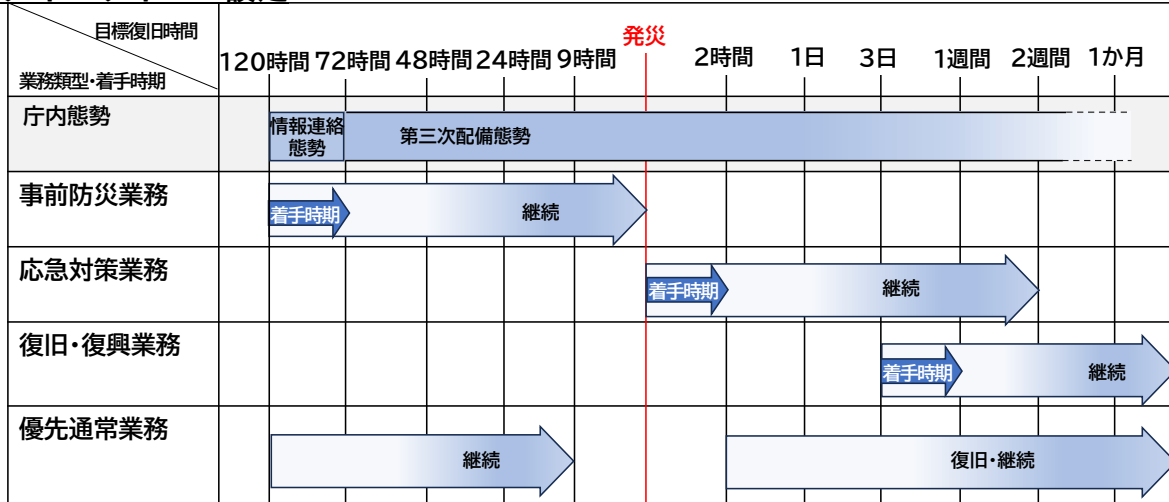 目標復旧時間
業務類型・着手時期
120時間 72時間 48時間 24時間 9時間 発災 2時間 1日 3日 1週間 2週間 1か月
庁内態勢
情報連絡
態勢
第三次配備態勢
事前防災業務
着手時期
継続
応急対策業務
着手時期
継続
復旧・復興業務
着手時期
継続
優先通常業務
継続
復旧・継続